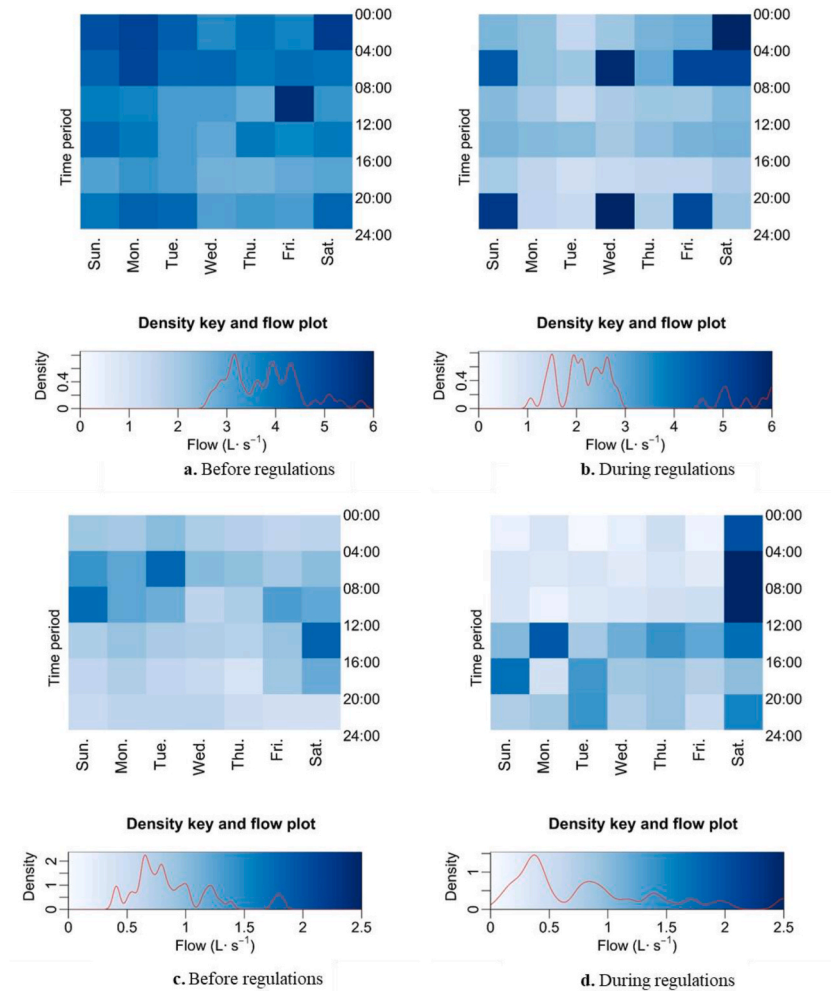 00:00
04:00
08:00
12:00
16:00
20:00
24:00
Time period
Sun. Mon. Tue. Wed. Thu. Fri. Sat.
Density key and flow plot
Density
0.4
0
0 1 2 3 4 5 6
Flow (L· s⁻¹)
a. Before regulations
00:00
04:00
08:00
12:00
16:00
20:00
24:00
Time period
Sun. Mon. Tue. Wed. Thu. Fri. Sat.
Density key and flow plot
Density
0.4
0
0 1 2 3 4 5 6
Flow (L· s⁻¹)
b. During regulations
00:00
04:00
08:00
12:00
16:00
20:00
24:00
Time period
Sun. Mon. Tue. Wed. Thu. Fri. Sat.
Density key and flow plot
Density
2
1
0
0 0.5 1 1.5 2 2.5
Flow (L· s⁻¹)
c. Before regulations
00:00
04:00
08:00
12:00
16:00
20:00
24:00
Time period
Sun. Mon. Tue. Wed. Thu. Fri. Sat.
Density key and flow plot
Density
1
0
0 0.5 1 1.5 2 2.5
Flow (L· s⁻¹)
d. During regulations